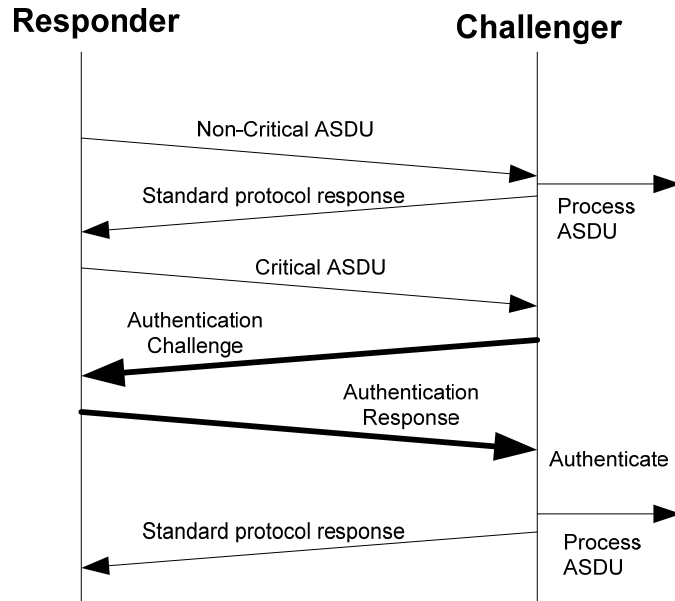 Responder
Challenger
Non-Critical ASDU
Standard protocol response
Process
ASDU
Critical ASDU
Authentication
Challenge
Authentication
Response
Authenticate
Standard protocol response
Process
ASDU